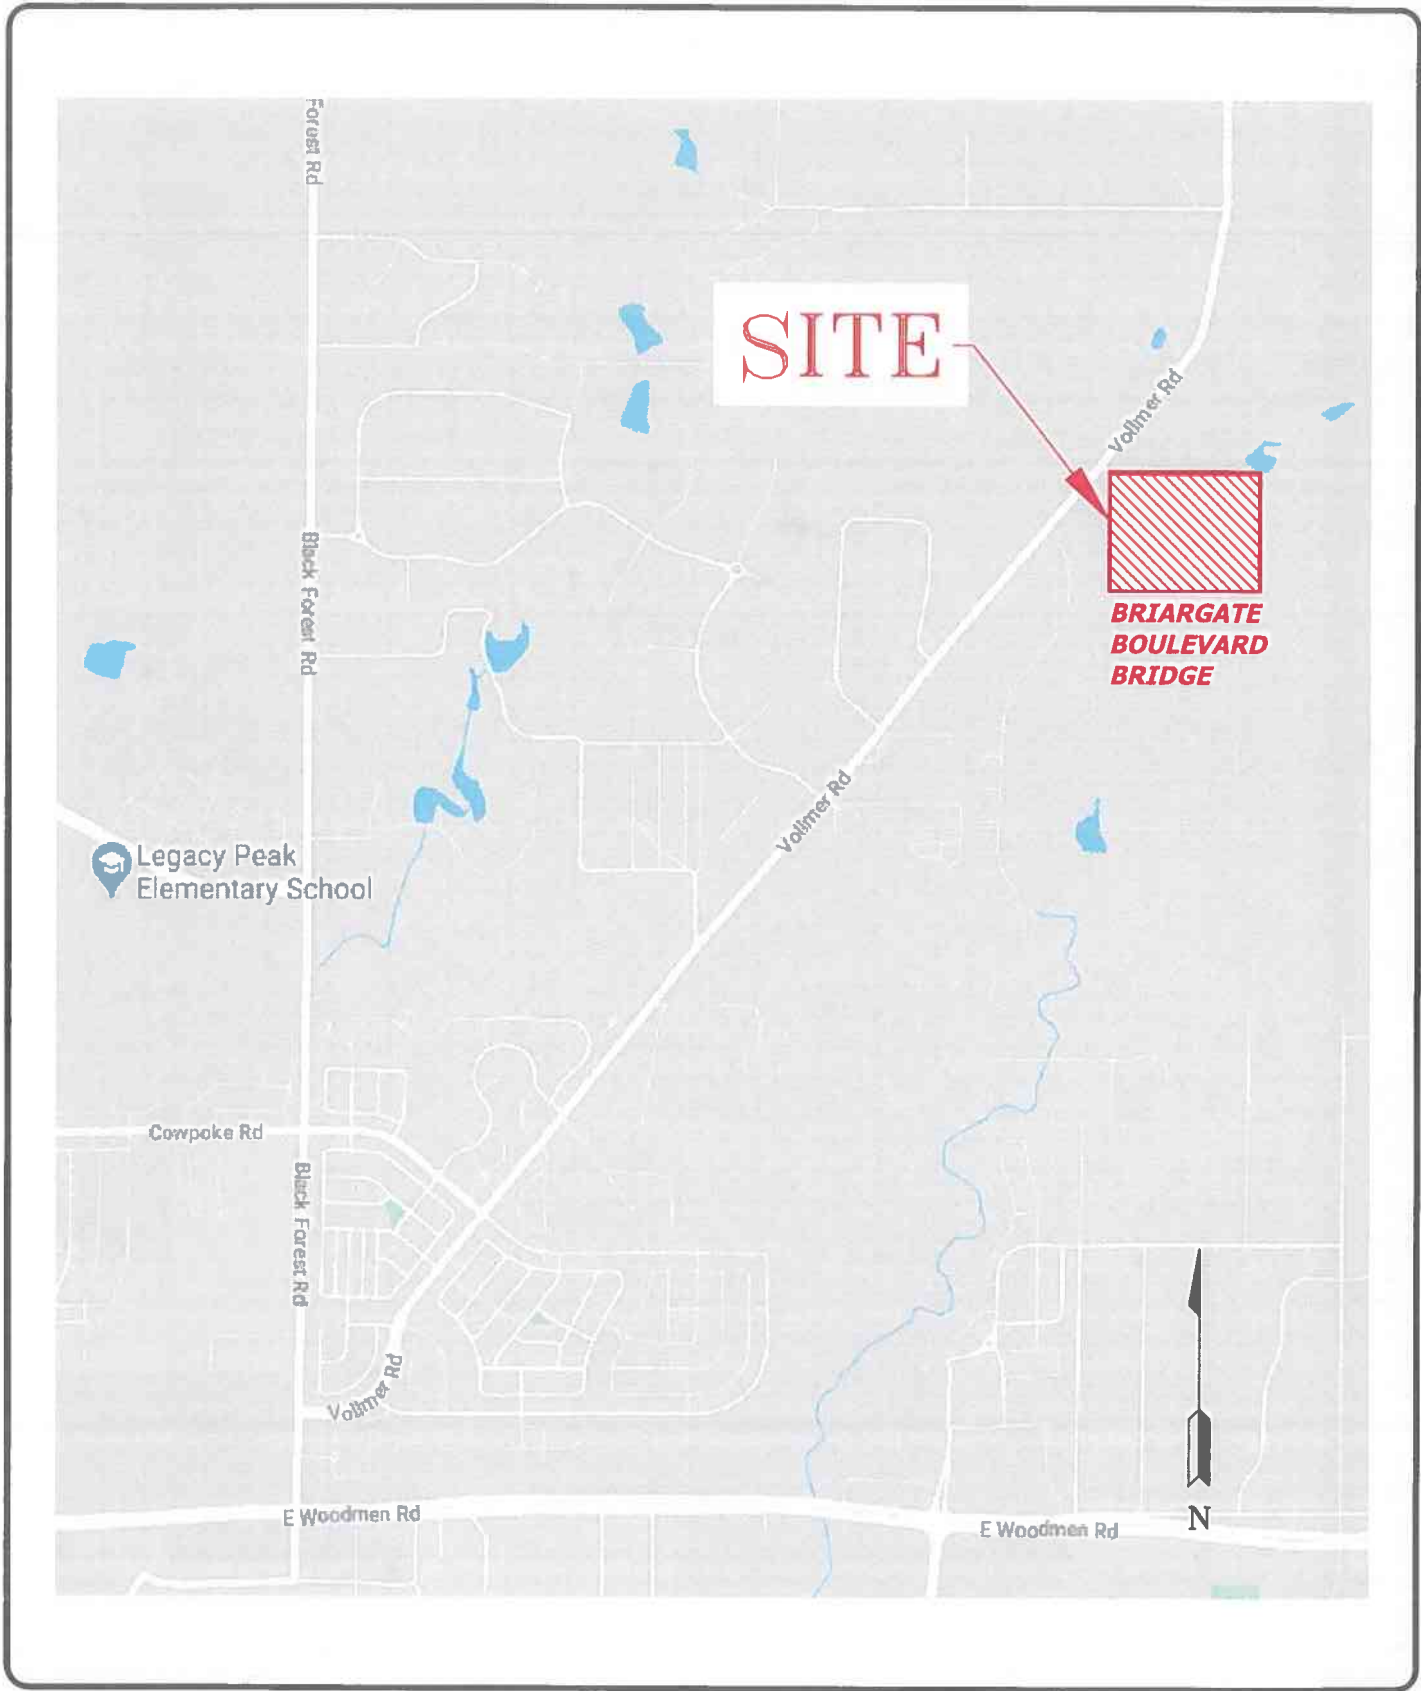 Forest Rd
SITE
Vollmer Rd
Black Forest Rd
BRIARGATE
BOULEVARD
BRIDGE
Vollmer Rd
Legacy Peak
Elementary School
Cowpoke Rd
Black Forest Rd
Vollmer Rd
E Woodmen Rd
E Woodmen Rd
N